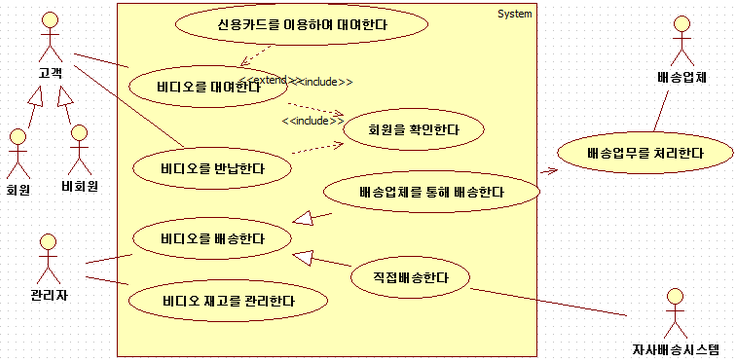 System
신용카드를 이용하여 대여한다
고객
배송업체
비디오를 대여한다
<<extend>>
<<include>>
<<include>>
회원을 확인한다
배송업무를 처리한다
비디오를 반납한다
회원
비회원
배송업체를 통해 배송한다
비디오를 배송한다
관리자
직접배송한다
비디오 재고를 관리한다
자사배송시스템